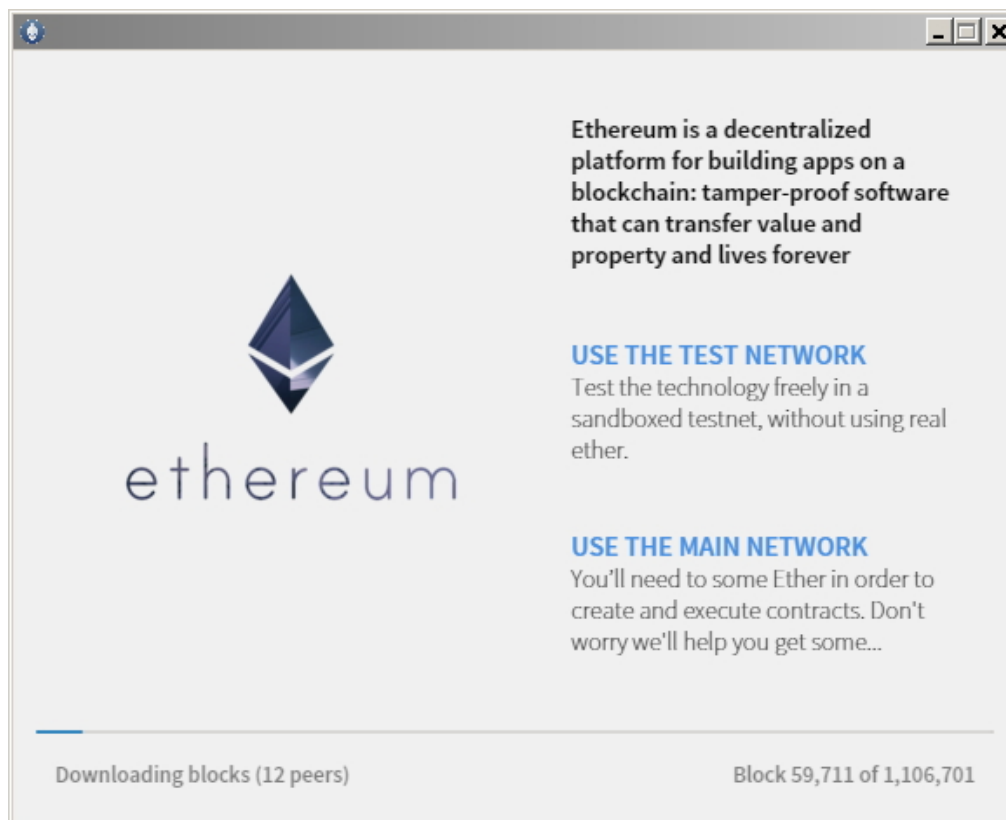 Ethereum is a decentralized
platform for building apps on a
blockchain: tamper-proof software
that can transfer value and
property and lives forever
ethereum
USE THE TEST NETWORK
Test the technology freely in a
sandboxed testnet, without using real
ether.
USE THE MAIN NETWORK
You'll need to some Ether in order to
create and execute contracts. Don't
worry we'll help you get some...
Downloading blocks (12 peers)
Block 59,711 of 1,106,701